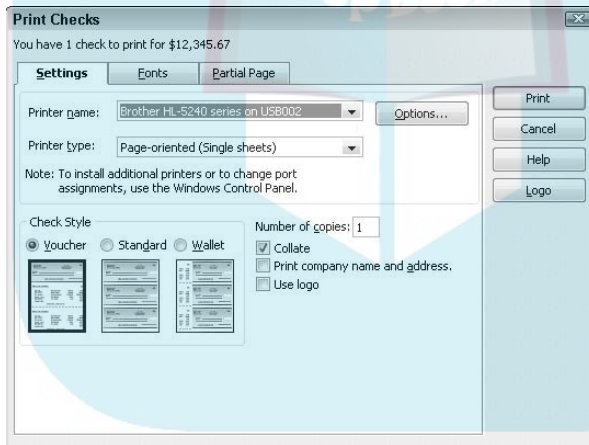 Print Checks
You have 1 check to print for $12,345.67
Settings
Fonts
Partial Page
Printer name:
Brother HL-5240 series on USB002
Options...
Printer type:
Page-oriented (Single sheets)
Note: To install additional printers or to change port
assignments, use the Windows Control Panel.
Check Style
Voucher
Standard
Wallet
Number of copies: 1
Collate
Print company name and address.
Use logo
Print
Cancel
Help
Logo